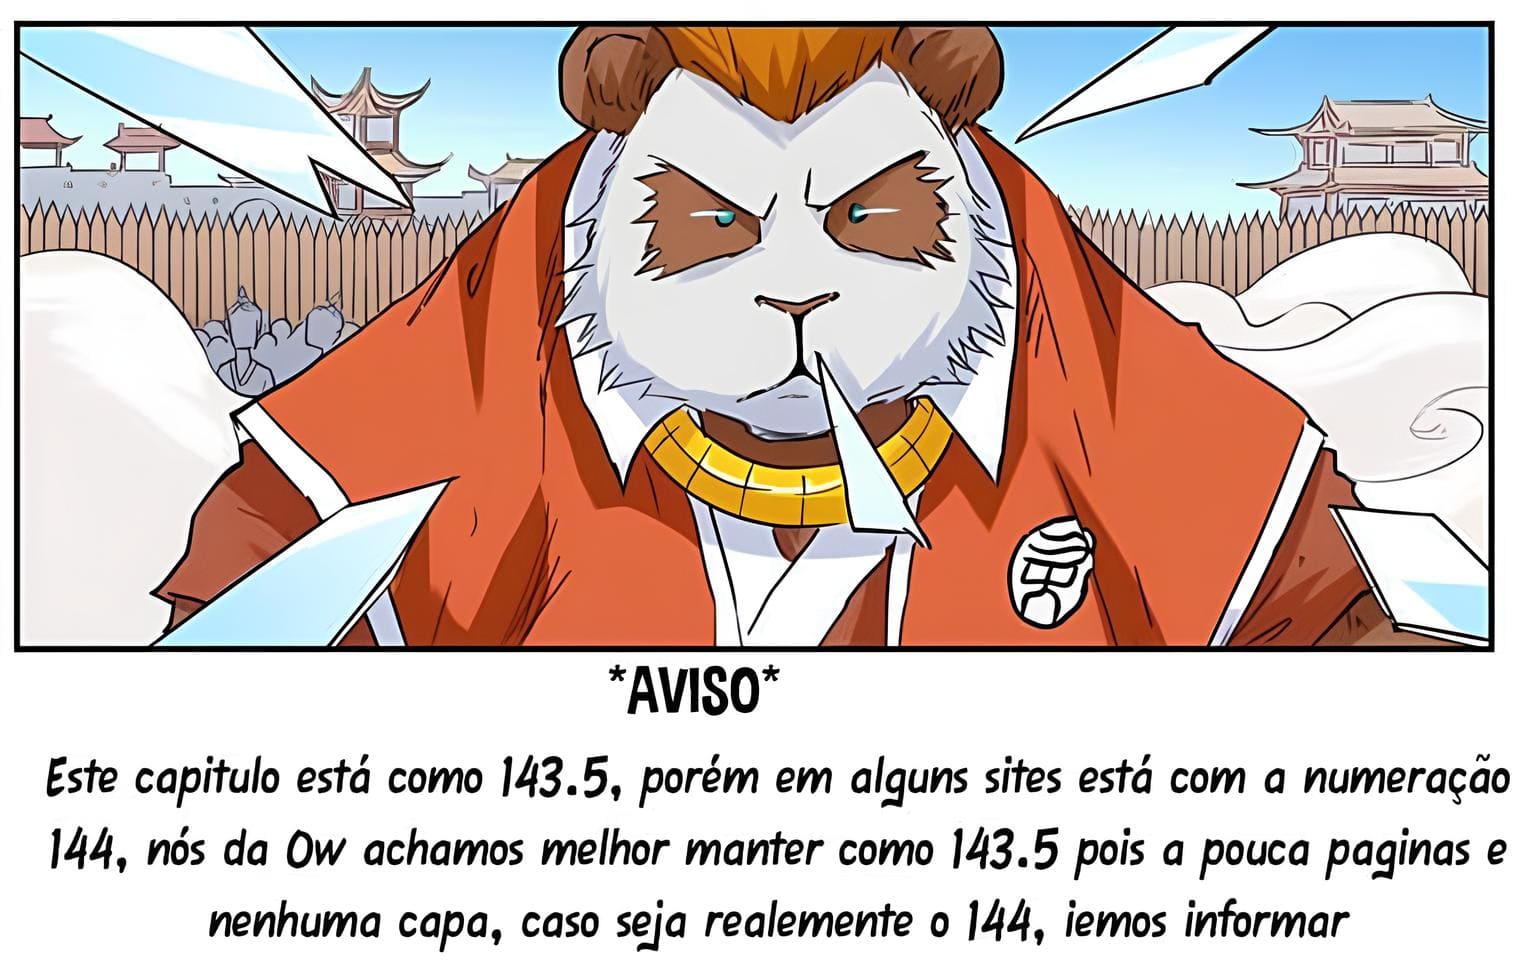 *AVISO*
Este capitulo está como 143.5, porém em alguns sites está com a numeração
144, nós da Ow achamos melhor manter como 143.5 pois a pouca paginas e
nenhuma capa, caso seja realemente o 144, iemos informar